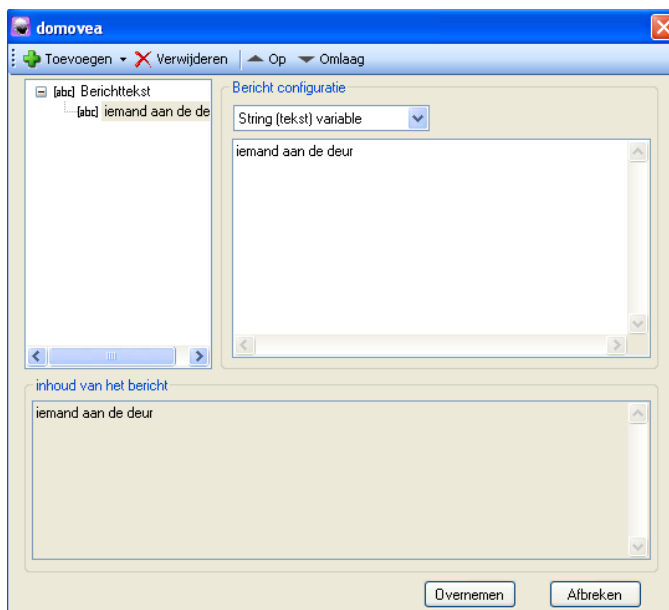 domovea
Toevoegen Verwijderen Op Omlaag
[abc] Berichttekst
[abc] iemand aan de de
Bericht configuratie
String (tekst) variable
iemand aan de deur
inhoud van het bericht
iemand aan de deur
Overnemen Afbreken